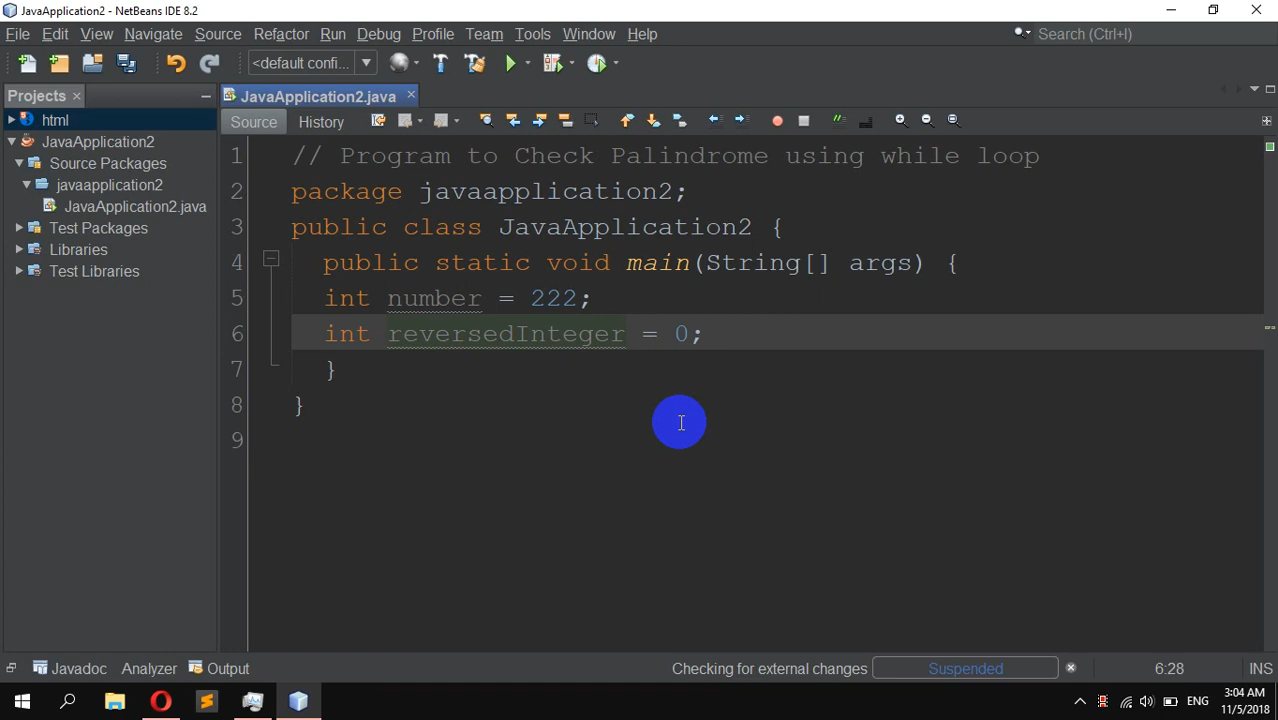 JavaApplication2 - NetBeans IDE 8.2
File Edit View Navigate Source Refactor Run Debug Profile Team Tools Window Help
Search (Ctrl+I)
<default confi...
Projects
JavaApplication2.java
html
JavaApplication2
Source Packages
javaapplication2
JavaApplication2.java
Test Packages
Libraries
Test Libraries
Source History
1 // Program to Check Palindrome using while loop
2 package javaapplication2;
3 public class JavaApplication2 {
4 public static void main(String[] args) {
5 int number = 222;
6 int reversedInteger = 0;
7 }
8 }
9
Javadoc Analyzer Output
Checking for external changes Suspended 6:28 INS
ENG
3:04 AM
11/5/2018